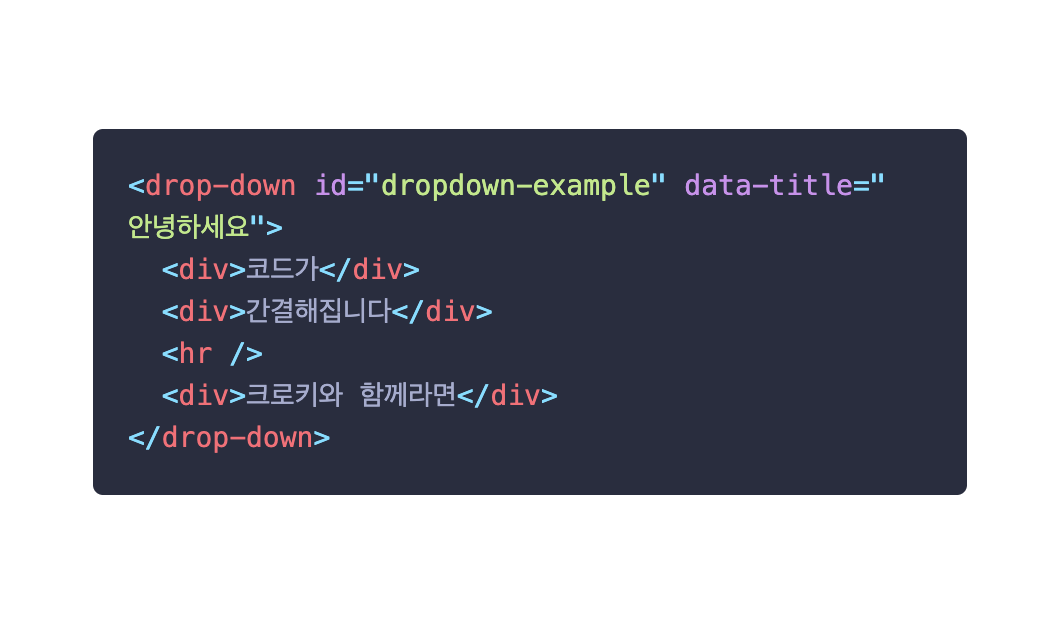 <drop-down id="dropdown-example" data-title="
안녕하세요">
  <div>코드가</div>
  <div>간결해집니다</div>
  <hr />
  <div>크로키와 함께라면</div>
</drop-down>